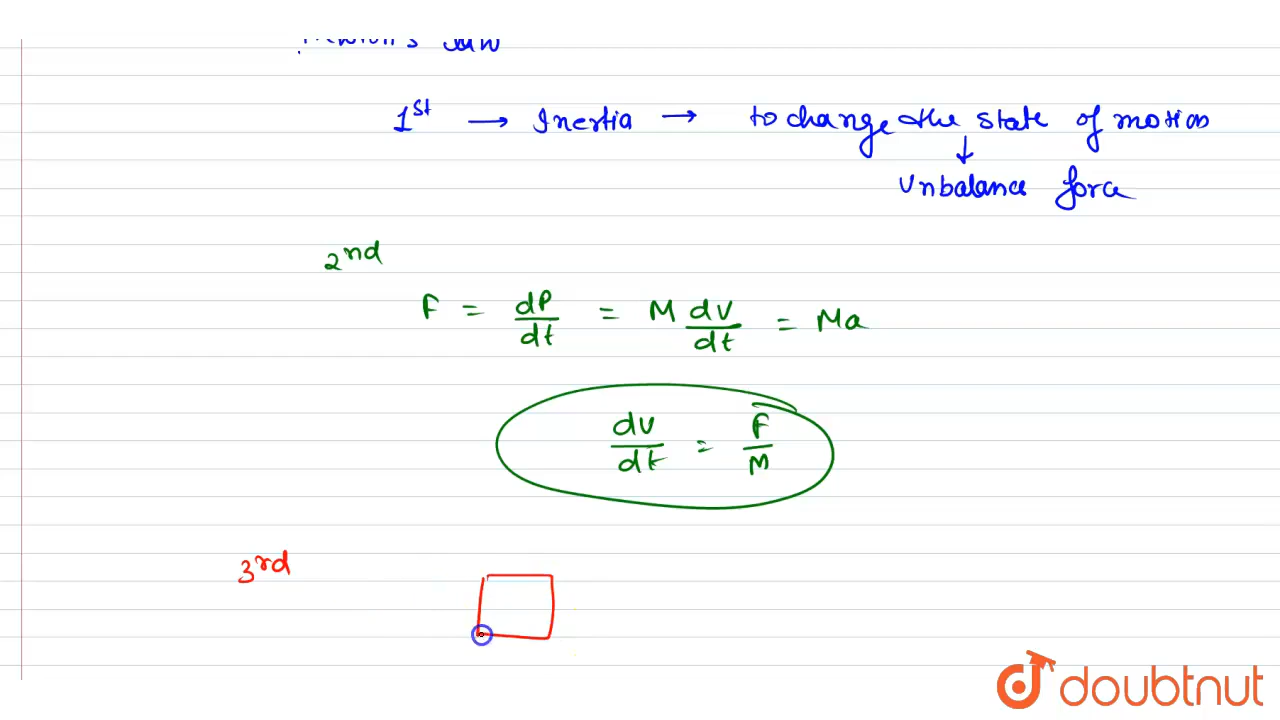 1st → Inertia → to change the state of motion
↓
Unbalance force
2nd
F = dP/dt = M dV/dt = Ma
dV/dt = F/M
3rd
doubtnut